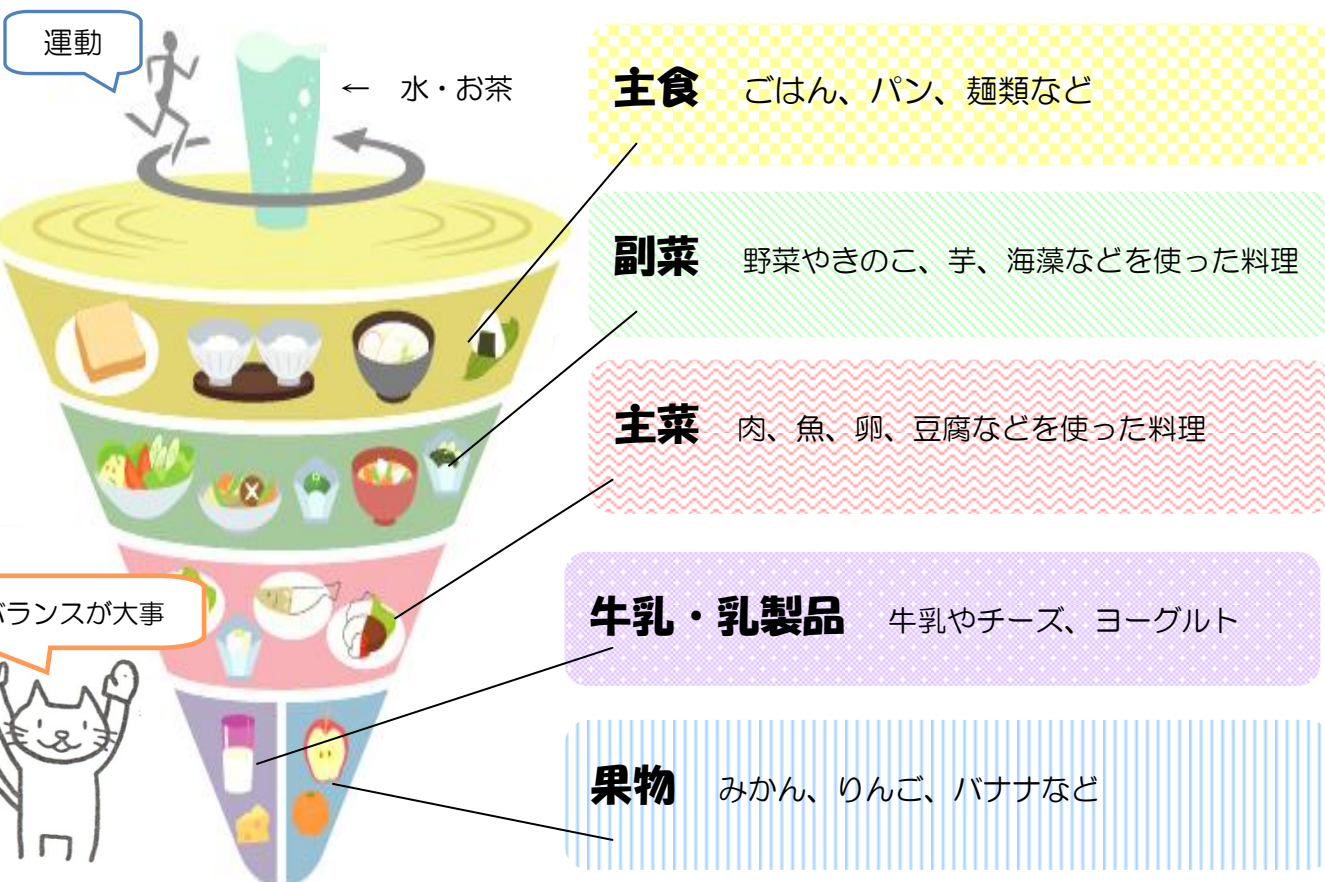 運動
← 水・お茶
主食 ごはん、パン、麺類など
副菜 野菜やきのこ、芋、海藻などを使った料理
主菜 肉、魚、卵、豆腐などを使った料理
バランスが大事
牛乳・乳製品 牛乳やチーズ、ヨーグルト
果物 みかん、りんご、バナナなど